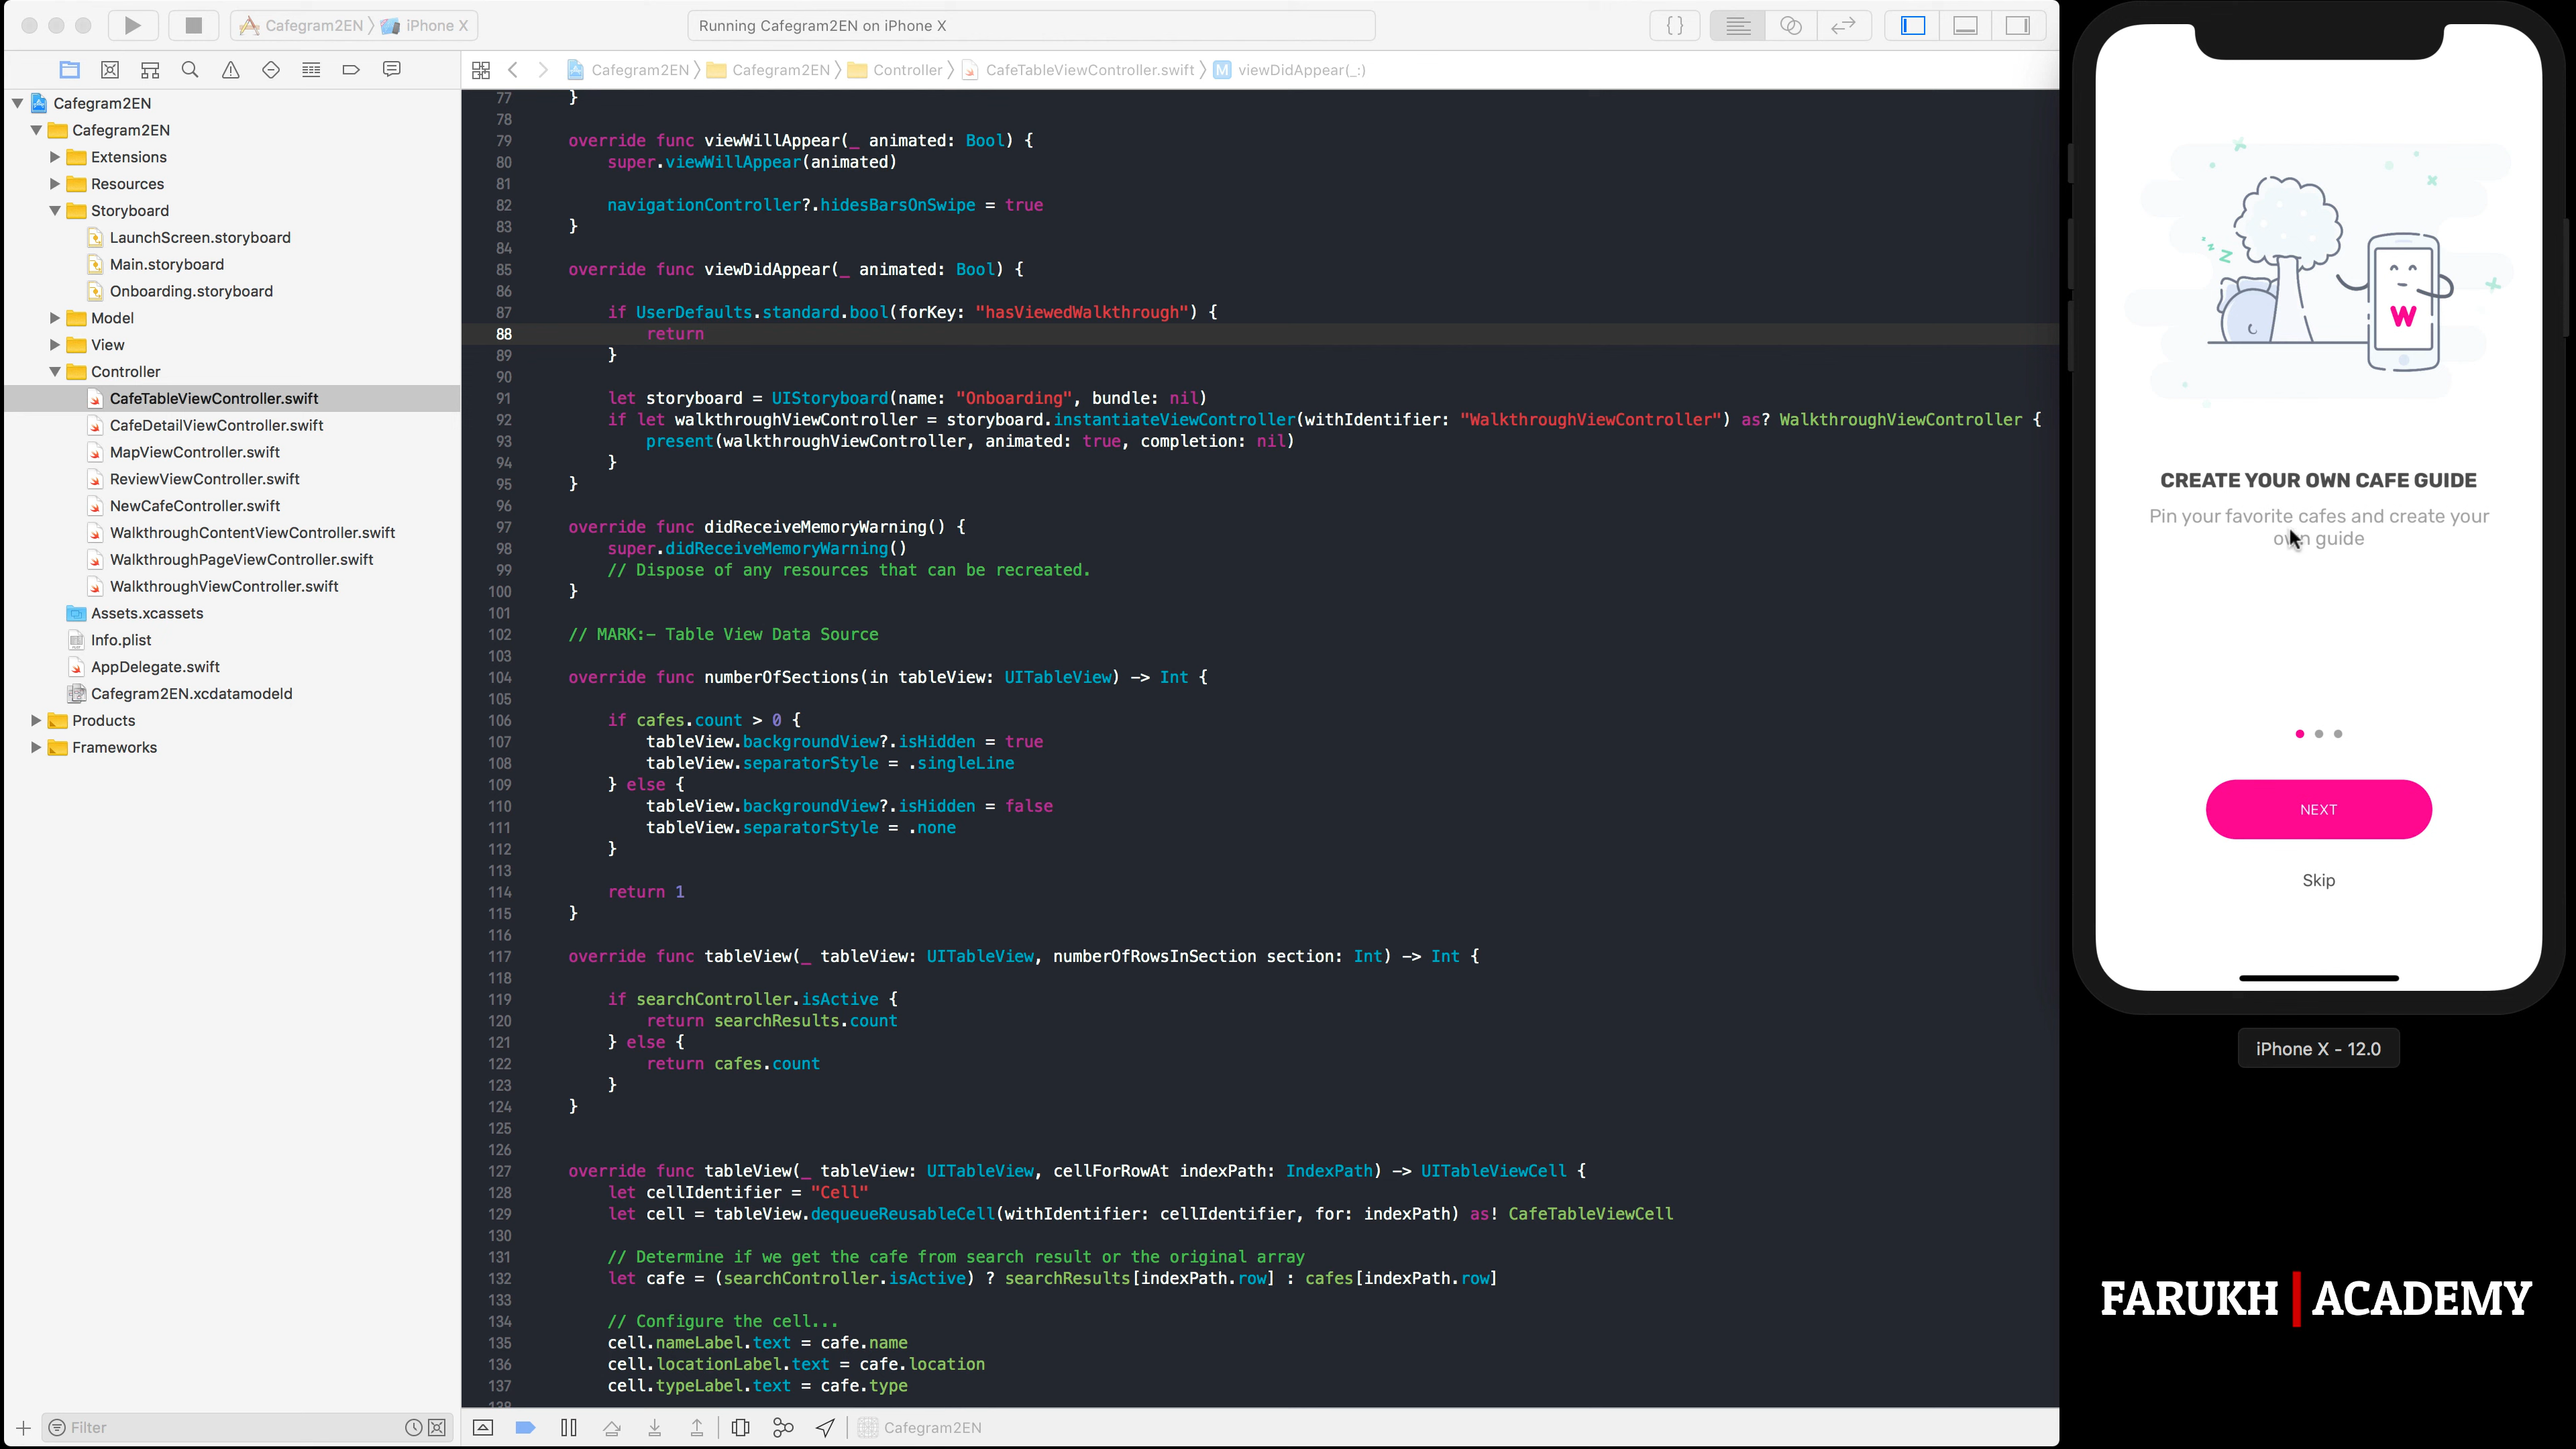 Cafegram2EN iPhone X
Running Cafegram2EN on iPhone X
Cafegram2EN Cafegram2EN Controller CafeTableViewController.swift M viewDidAppear(_:)
Cafegram2EN
Cafegram2EN
Extensions
Resources
Storyboard
LaunchScreen.storyboard
Main.storyboard
Onboarding.storyboard
Model
View
Controller
CafeTableViewController.swift
CafeDetailViewController.swift
MapViewController.swift
ReviewViewController.swift
NewCafeController.swift
WalkthroughContentViewController.swift
WalkthroughPageViewController.swift
WalkthroughViewController.swift
Assets.xcassets
Info.plist
AppDelegate.swift
Cafegram2EN.xcdatamodeld
Products
Frameworks
Filter
77 }
78
79 override func viewWillAppear(_ animated: Bool) {
80 super.viewWillAppear(animated)
81
82 navigationController?.hidesBarsOnSwipe = true
83 }
84
85 override func viewDidAppear(_ animated: Bool) {
86
87 if UserDefaults.standard.bool(forKey: "hasViewedWalkthrough") {
88 return
89 }
90
91 let storyboard = UIStoryboard(name: "Onboarding", bundle: nil)
92 if let walkthroughViewController = storyboard.instantiateViewController(withIdentifier: "WalkthroughViewController") as? WalkthroughViewController {
93 present(walkthroughViewController, animated: true, completion: nil)
94 }
95 }
96
97 override func didReceiveMemoryWarning() {
98 super.didReceiveMemoryWarning()
99 // Dispose of any resources that can be recreated.
100 }
101
102 // MARK:- Table View Data Source
103
104 override func numberOfSections(in tableView: UITableView) -> Int {
105
106 if cafes.count > 0 {
107 tableView.backgroundView?.isHidden = true
108 tableView.separatorStyle = .singleLine
109 } else {
110 tableView.backgroundView?.isHidden = false
111 tableView.separatorStyle = .none
112 }
113
114 return 1
115 }
116
117 override func tableView(_ tableView: UITableView, numberOfRowsInSection section: Int) -> Int {
118
119 if searchController.isActive {
120 return searchResults.count
121 } else {
122 return cafes.count
123 }
124 }
125
126
127 override func tableView(_ tableView: UITableView, cellForRowAt indexPath: IndexPath) -> UITableViewCell {
128 let cellIdentifier = "Cell"
129 let cell = tableView.dequeueReusableCell(withIdentifier: cellIdentifier, for: indexPath) as! CafeTableViewCell
130
131 // Determine if we get the cafe from search result or the original array
132 let cafe = (searchController.isActive) ? searchResults[indexPath.row] : cafes[indexPath.row]
133
134 // Configure the cell...
135 cell.nameLabel.text = cafe.name
136 cell.locationLabel.text = cafe.location
137 cell.typeLabel.text = cafe.type
138
Cafegram2EN
z
Z
W
CREATE YOUR OWN CAFE GUIDE
Pin your favorite cafes and create your
own guide
NEXT
Skip
iPhone X - 12.0
FARUKH | ACADEMY